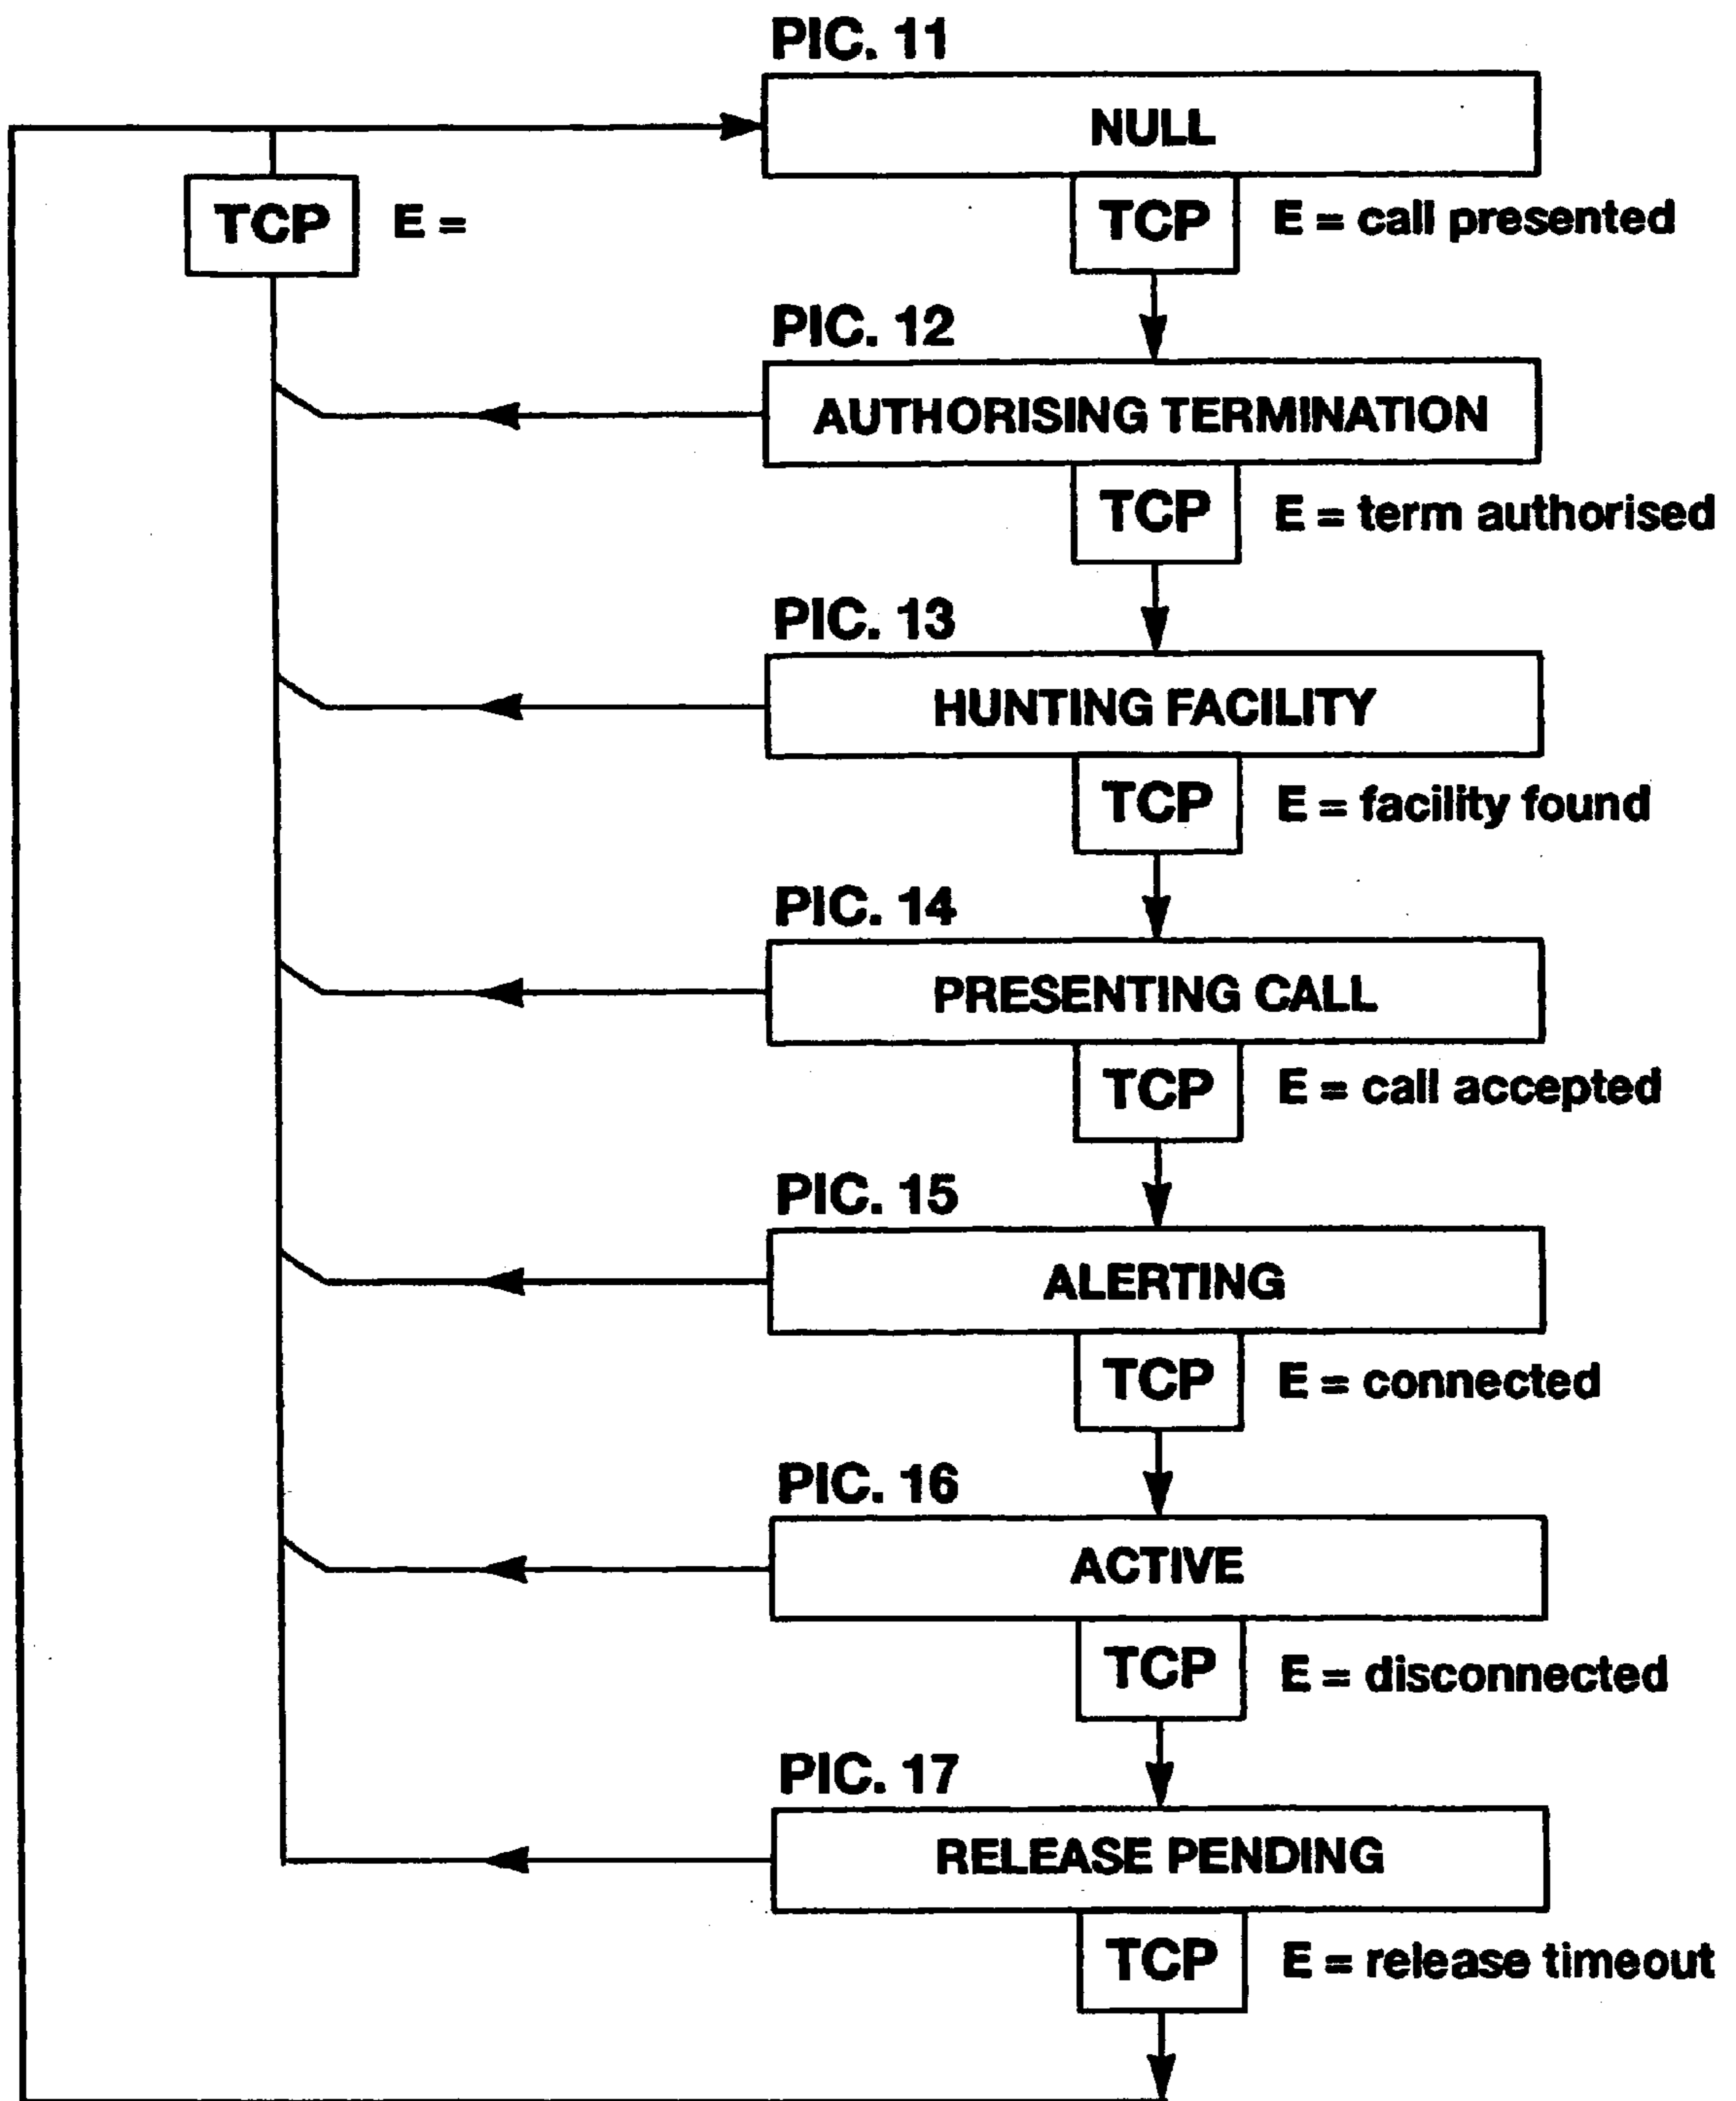 PIC. 11
NULL
TCP E =
TCP E = call presented
PIC. 12
AUTHORISING TERMINATION
TCP E = term authorised
PIC. 13
HUNTING FACILITY
TCP E = facility found
PIC. 14
PRESENTING CALL
TCP E = call accepted
PIC. 15
ALERTING
TCP E = connected
PIC. 16
ACTIVE
TCP E = disconnected
PIC. 17
RELEASE PENDING
TCP E = release timeout